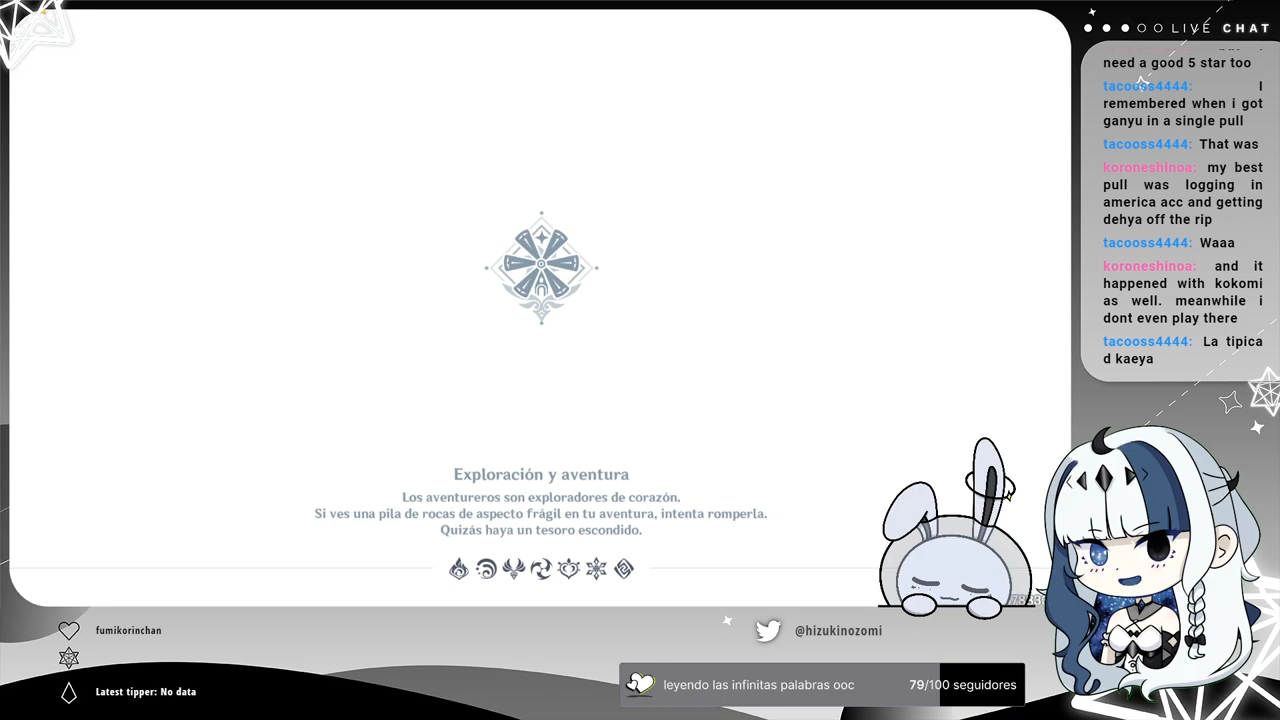 LIVE CHAT
need a good 5 star too
tacooss4444: I
remembered when i got
ganyu in a single pull
tacooss4444: That was
koroneshinoa: my best
pull was logging in
america acc and getting
dehya off the rip
tacooss4444: Waaa
koroneshinoa: and it
happened with kokomi
as well. meanwhile i
dont even play there
tacooss4444: La tipica
d kaeya
Exploración y aventura
Los aventureros son exploradores de corazón.
Si ves una pila de rocas de aspecto frágil en tu aventura, intenta romperla.
Quizás haya un tesoro escondido.
fumikorinchan
@hizukinozomi
leyendo las infinitas palabras ooc 79/100 seguidores
Latest tipper: No data